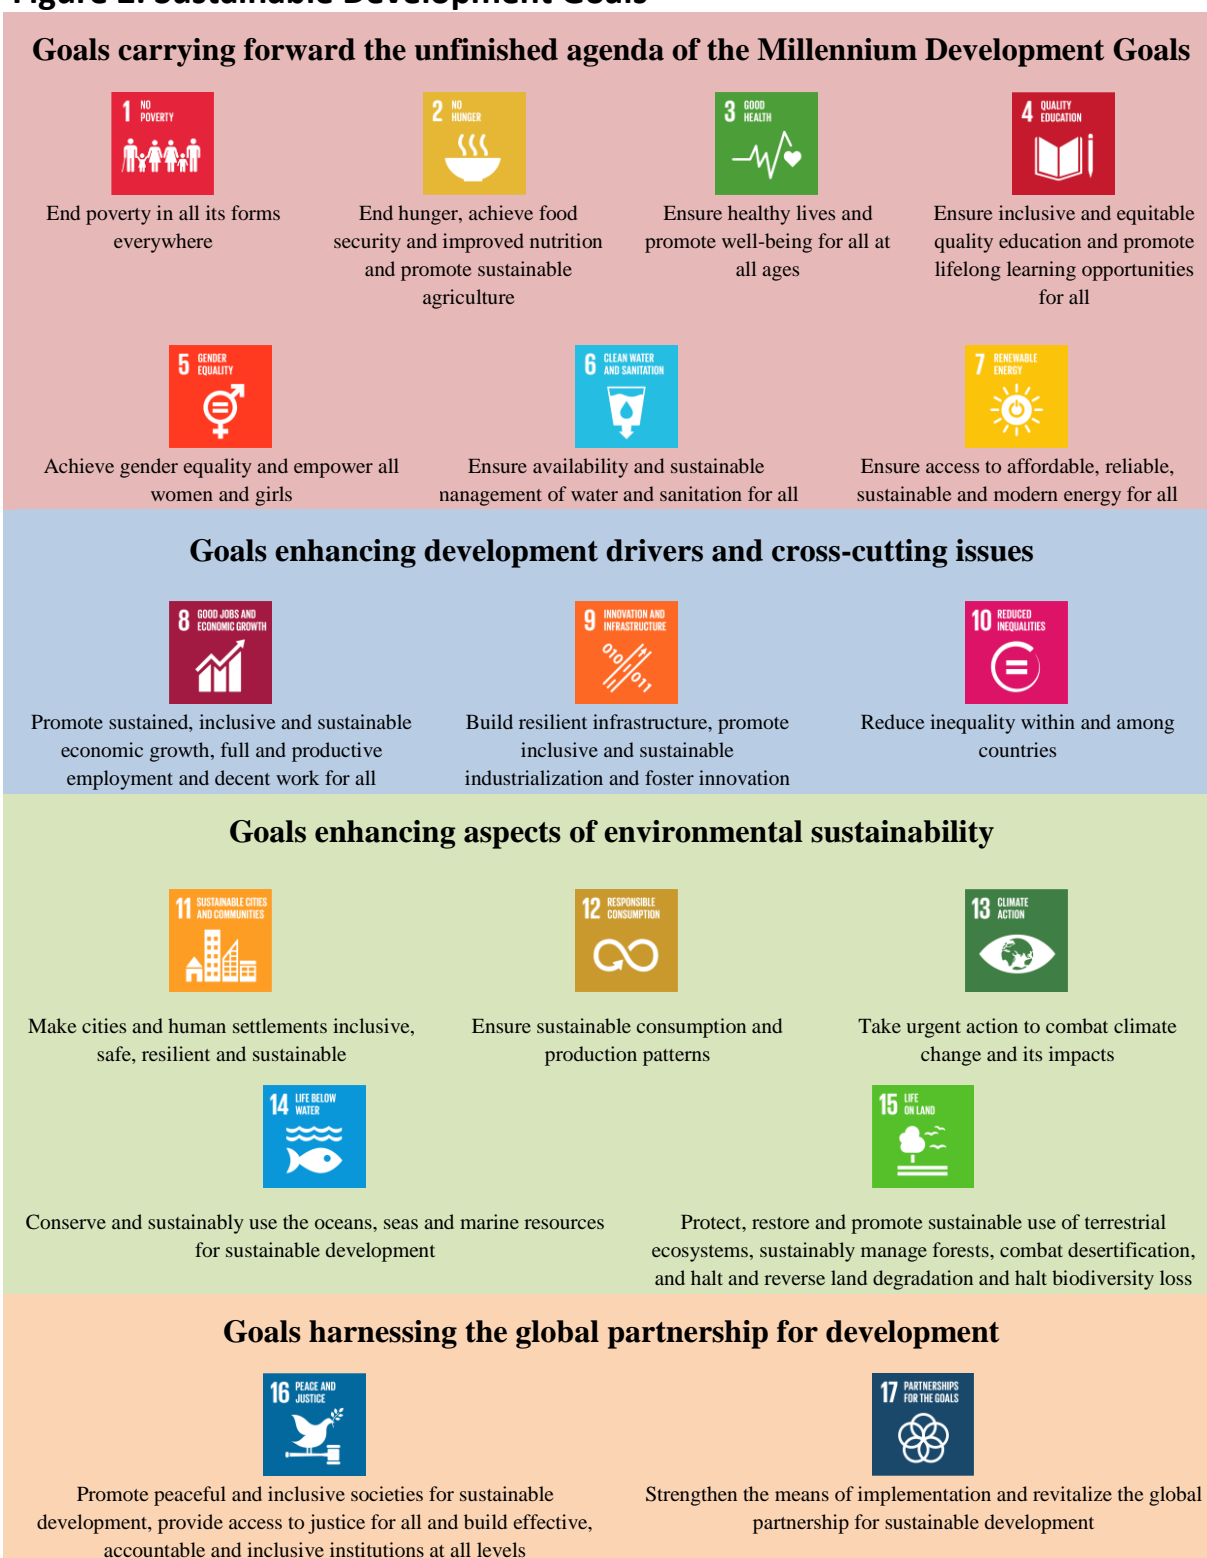 Figure 2: Sustainable Development Goals
Goals carrying forward the unfinished agenda of the Millennium Development Goals
1 NO POVERTY
End poverty in all its forms
everywhere
2 NO HUNGER
End hunger, achieve food
security and improved nutrition
and promote sustainable
agriculture
3 GOOD HEALTH
Ensure healthy lives and
promote well-being for all at
all ages
4 QUALITY EDUCATION
Ensure inclusive and equitable
quality education and promote
lifelong learning opportunities
for all
5 GENDER EQUALITY
Achieve gender equality and empower all
women and girls
6 CLEAN WATER AND SANITATION
Ensure availability and sustainable
nanagement of water and sanitation for all
7 RENEWABLE ENERGY
Ensure access to affordable, reliable,
sustainable and modern energy for all
Goals enhancing development drivers and cross-cutting issues
8 GOOD JOBS AND ECONOMIC GROWTH
Promote sustained, inclusive and sustainable
economic growth, full and productive
employment and decent work for all
9 INNOVATION AND INFRASTRUCTURE
010
011
Build resilient infrastructure, promote
inclusive and sustainable
industrialization and foster innovation
10 REDUCED INEQUALITIES
Reduce inequality within and among
countries
Goals enhancing aspects of environmental sustainability
11 SUSTAINABLE CITIES AND COMMUNITIES
Make cities and human settlements inclusive,
safe, resilient and sustainable
12 RESPONSIBLE CONSUMPTION
Ensure sustainable consumption and
production patterns
13 CLIMATE ACTION
Take urgent action to combat climate
change and its impacts
14 LIFE BELOW WATER
Conserve and sustainably use the oceans, seas and marine resources
for sustainable development
15 LIFE ON LAND
Protect, restore and promote sustainable use of terrestrial
ecosystems, sustainably manage forests, combat desertification,
and halt and reverse land degradation and halt biodiversity loss
Goals harnessing the global partnership for development
16 PEACE AND JUSTICE
Promote peaceful and inclusive societies for sustainable
development, provide access to justice for all and build effective,
accountable and inclusive institutions at all levels
17 PARTNERSHIPS FOR THE GOALS
Strengthen the means of implementation and revitalize the global
partnership for sustainable development